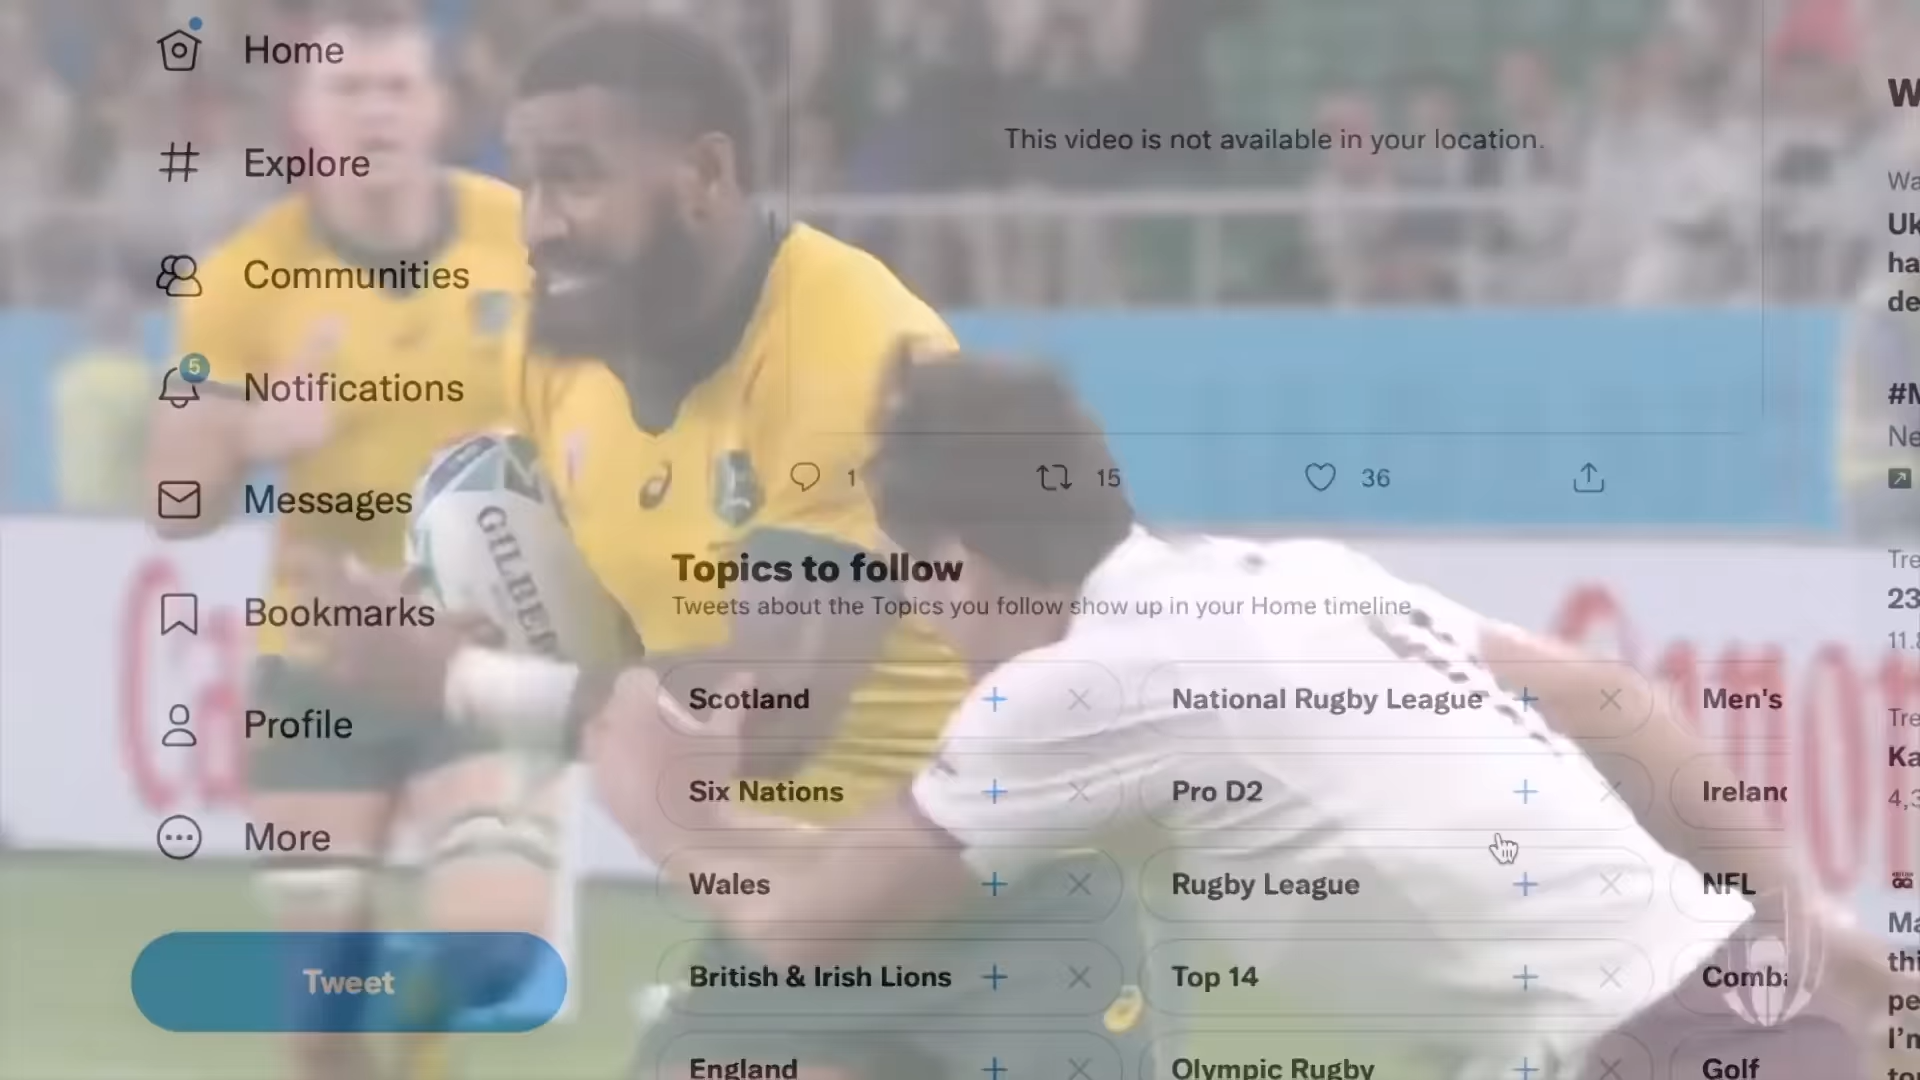 Home
Explore
Communities
5
Notifications
Messages
Bookmarks
Profile
More
Tweet
This video is not available in your location.
1
15
36
Topics to follow
Tweets about the Topics you follow show up in your Home timeline
Scotland
National Rugby League
Men's
Six Nations
Pro D2
Wales
Rugby League
NFL
British & Irish Lions
Top 14
England
Olympic Rugby
Golf
GILBERT
23